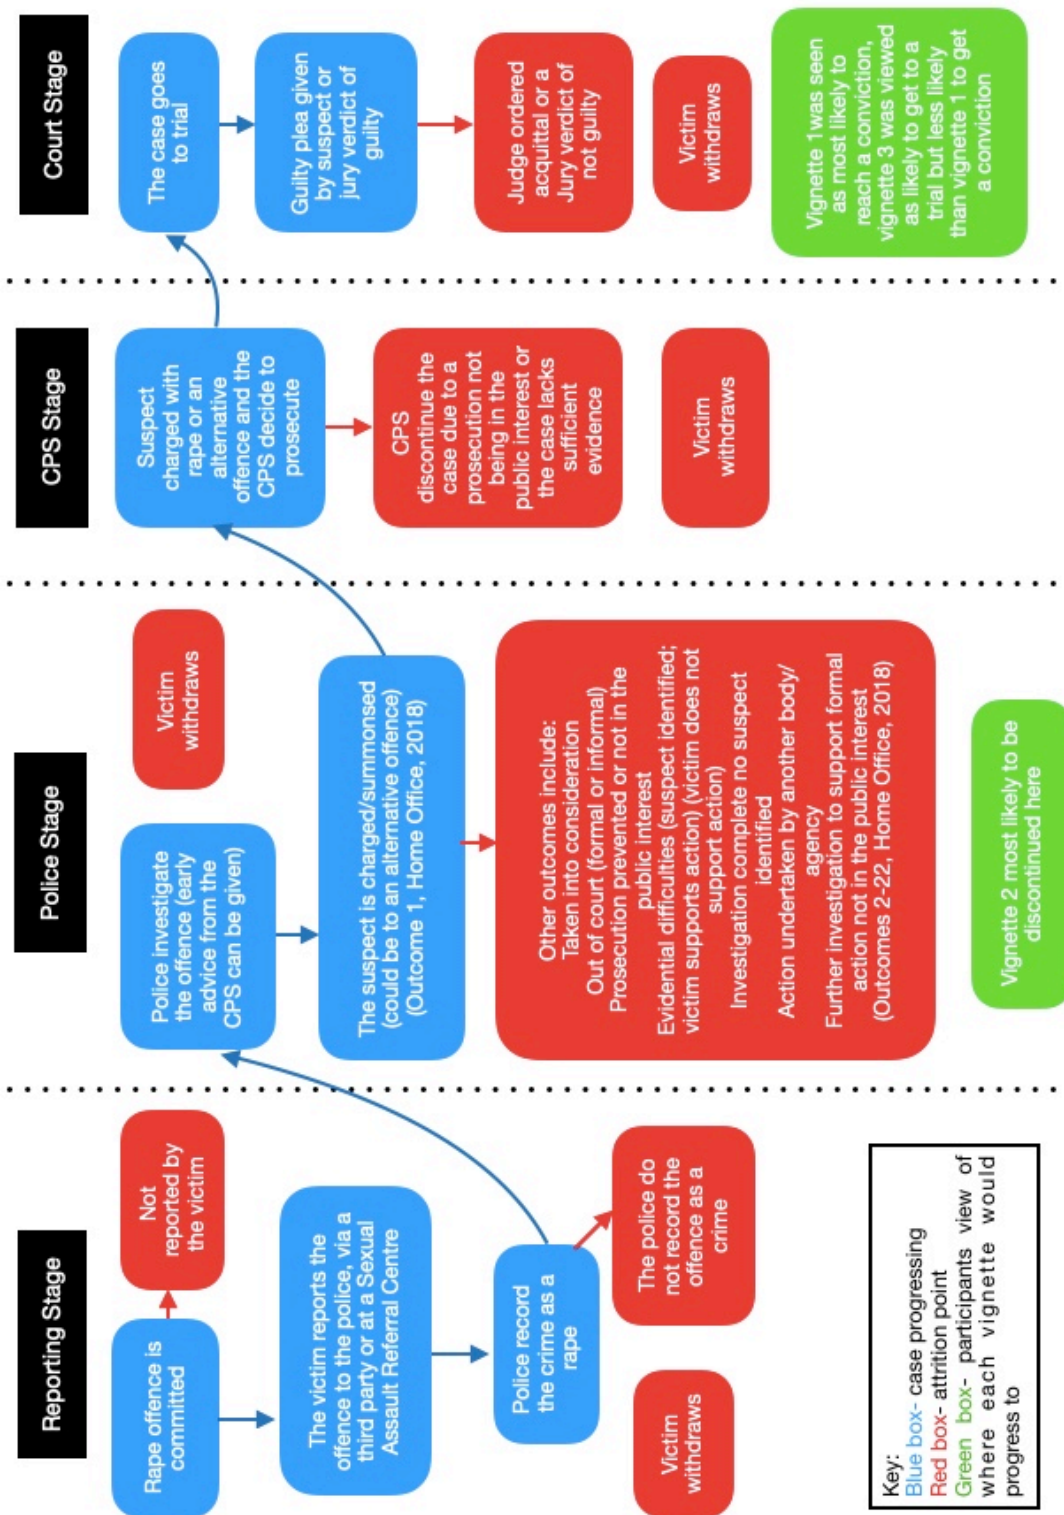 Reporting Stage
Rape offence is
committed
Not
reported by
the victim
The victim reports the
offence to the police, via a
third party or at a Sexual
Assault Referral Centre
Police record
the crime as a
rape
Victim
withdraws
The police do
not record the
offence as a
crime
Key:
Blue box- case progressing
Red box- attrition point
Green box- participants view of
where each vignette would
progress to
Police Stage
Police investigate
the offence (early
advice from the
CPS can be given)
Victim
withdraws
The suspect is charged/summonsed
(could be to an alternative offence)
(Outcome 1, Home Office, 2018)
Other outcomes include:
Taken into consideration
Out of court (formal or informal)
Prosecution prevented or not in the
public interest
Evidential difficulties (suspect identified;
victim supports action) (victim does not
support action)
Investigation complete no suspect
identified
Action undertaken by another body/
agency
Further investigation to support formal
action not in the public interest
(Outcomes 2-22, Home Office, 2018)
Vignette 2 most likely to be
discontinued here
CPS Stage
Suspect
charged with
rape or an
alternative
offence and the
CPS decide to
prosecute
CPS
discontinue the
case due to a
prosecution not
being in the
public interest or
the case lacks
sufficient
evidence
Victim
withdraws
Court Stage
The case goes
to trial
Guilty plea given
by suspect or
jury verdict of
guilty
Judge ordered
acquittal or a
Jury verdict of
not guilty
Victim
withdraws
Vignette 1was seen
as most likely to
reach a conviction,
vignette 3 was viewed
as likely to get to a
trial but less likely
than vignette 1 to get
a conviction